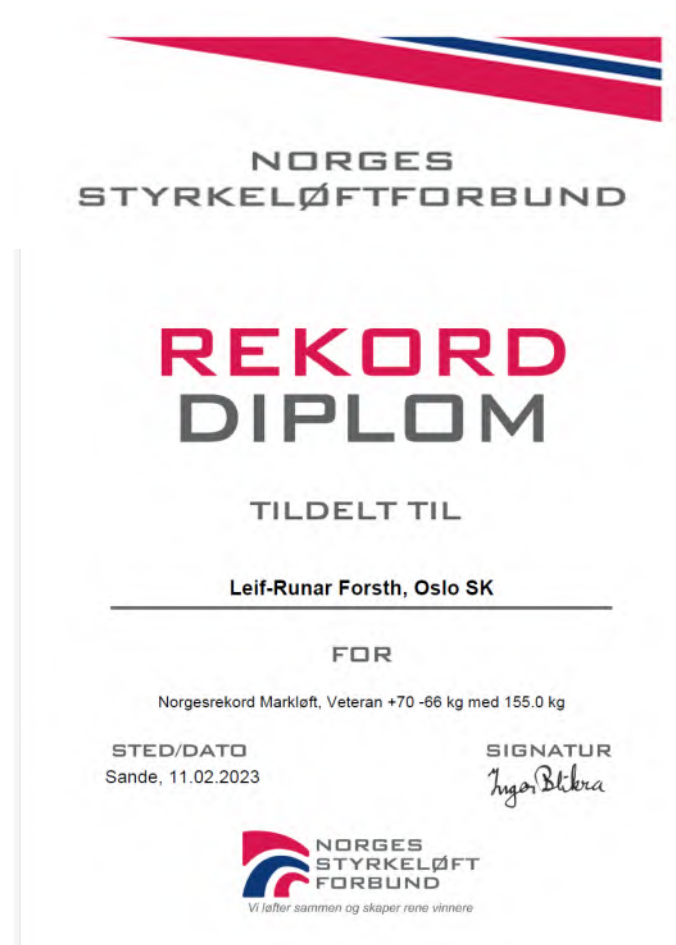 NORGES
STYRKELØFTFORBUND
REKORD
DIPLOM
TILDELT TIL
Leif-Runar Forsth, Oslo SK
FOR
Norgesrekord Markløft, Veteran +70 -66 kg med 155.0 kg
STED/DATO
Sande, 11.02.2023
SIGNATUR
Inger Blikra
NORGES
STYRKELØFT
FORBUND
Vi løfter sammen og skaper rene vinnere